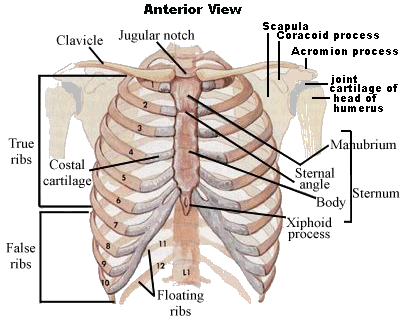 Anterior View
Clavicle
Jugular notch
Scapula
Coracoid process
Acromion process
joint
cartilage of
head of
humerus
True
ribs
Costal
cartilage
Manubrium
Sternal
angle
Body
Sternum
Xiphoid
process
False
ribs
Floating
ribs
2
3
4
5
6
7
8
9
10
11
12
L1